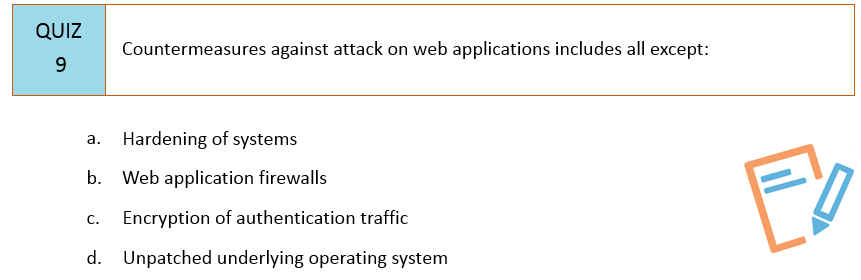 QUIZ
9
Countermeasures against attack on web applications includes all except:
a. Hardening of systems
b. Web application firewalls
c. Encryption of authentication traffic
d. Unpatched underlying operating system